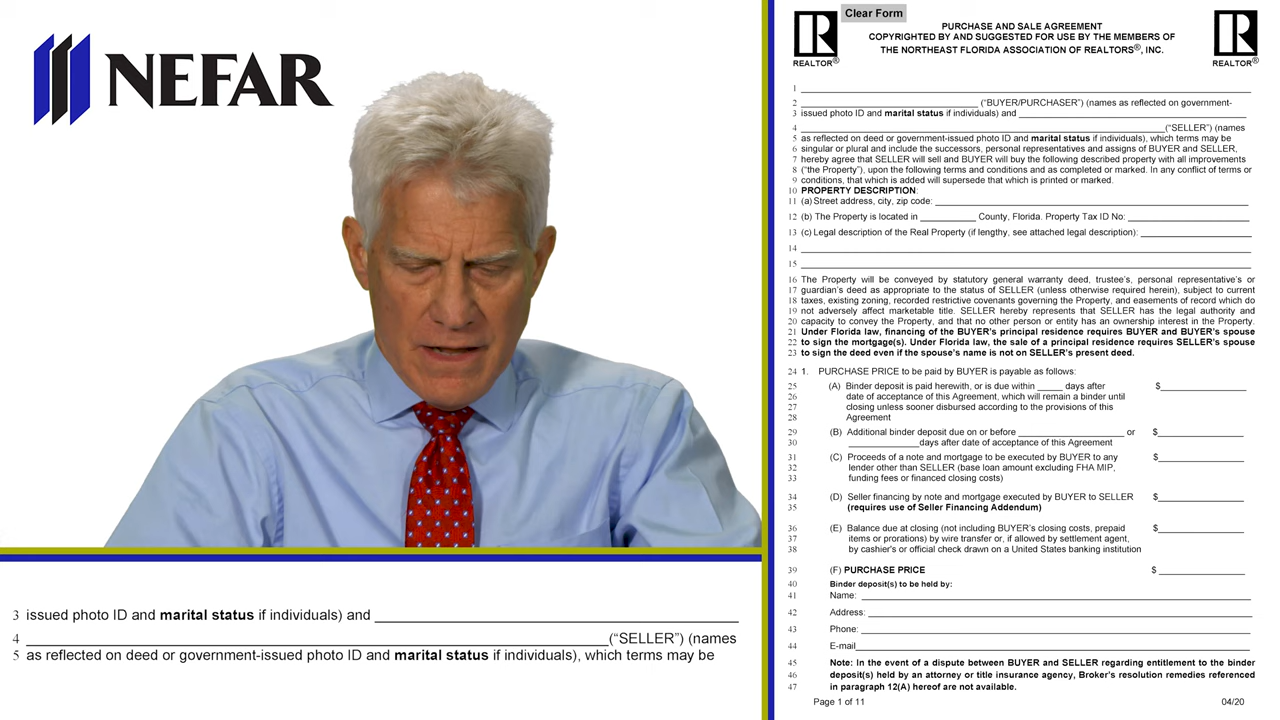 NEFAR
3 issued photo ID and marital status if individuals) and ____
4 ____("SELLER") (names
5 as reflected on deed or government-issued photo ID and marital status if individuals), which terms may be
Clear Form
REALTOR®
REALTOR®
PURCHASE AND SALE AGREEMENT
COPYRIGHTED BY AND SUGGESTED FOR USE BY THE MEMBERS OF
THE NORTHEAST FLORIDA ASSOCIATION OF REALTORS®, INC.
1 ____
2 ____ ("BUYER/PURCHASER") (names as reflected on government-
3 issued photo ID and marital status if individuals) and ____
4 ____("SELLER") (names
5 as reflected on deed or government-issued photo ID and marital status if individuals), which terms may be
6 singular or plural and include the successors, personal representatives and assigns of BUYER and SELLER,
7 hereby agree that SELLER will sell and BUYER will buy the following described property with all improvements
8 ("the Property"), upon the following terms and conditions and as completed or marked. In any conflict of terms or
9 conditions, that which is added will supersede that which is printed or marked.
10 PROPERTY DESCRIPTION:
11 (a) Street address, city, zip code: ____
12 (b) The Property is located in ____ County, Florida. Property Tax ID No: ____
13 (c) Legal description of the Real Property (if lengthy, see attached legal description): ____
14 ____
15 ____
16 The Property will be conveyed by statutory general warranty deed, trustee's, personal representative's or
17 guardian's deed as appropriate to the status of SELLER (unless otherwise required herein), subject to current
18 taxes, existing zoning, recorded restrictive covenants governing the Property, and easements of record which do
19 not adversely affect marketable title. SELLER hereby represents that SELLER has the legal authority and
20 capacity to convey the Property, and that no other person or entity has an ownership interest in the Property.
21 Under Florida law, financing of the BUYER's principal residence requires BUYER and BUYER's spouse
22 to sign the mortgage(s). Under Florida law, the sale of a principal residence requires SELLER's spouse
23 to sign the deed even if the spouse's name is not on SELLER's present deed.
24 1. PURCHASE PRICE to be paid by BUYER is payable as follows:
25 (A) Binder deposit is paid herewith, or is due within ____ days after $____
26 date of acceptance of this Agreement, which will remain a binder until
27 closing unless sooner disbursed according to the provisions of this
28 Agreement
29 (B) Additional binder deposit due on or before ____ or $____
30 ____days after date of acceptance of this Agreement
31 (C) Proceeds of a note and mortgage to be executed by BUYER to any $____
32 lender other than SELLER (base loan amount excluding FHA MIP,
33 funding fees or financed closing costs)
34 (D) Seller financing by note and mortgage executed by BUYER to SELLER $____
35 (requires use of Seller Financing Addendum)
36 (E) Balance due at closing (not including BUYER's closing costs, prepaid $____
37 items or prorations) by wire transfer or, if allowed by settlement agent,
38 by cashier's or official check drawn on a United States banking institution
39 (F) PURCHASE PRICE $ ____
40 Binder deposit(s) to be held by:
41 Name: ____
42 Address: ____
43 Phone: ____
44 E-mail____
45 Note: In the event of a dispute between BUYER and SELLER regarding entitlement to the binder
46 deposit(s) held by an attorney or title insurance agency, Broker's resolution remedies referenced
47 in paragraph 12(A) hereof are not available.
Page 1 of 11 04/20